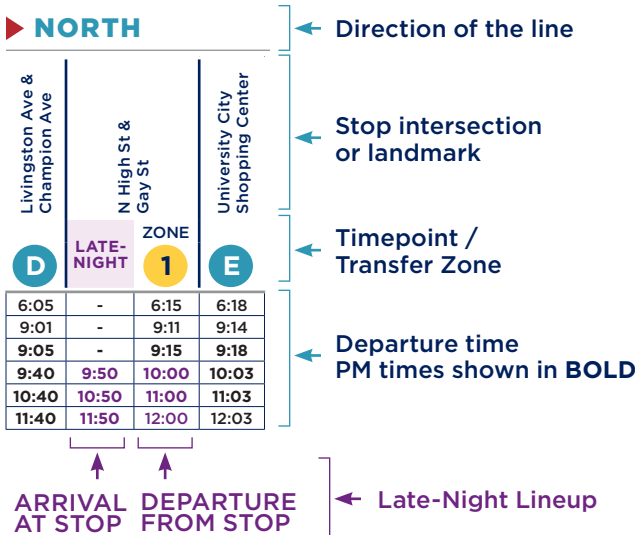 NORTH
Direction of the line
Livingston Ave &
Champion Ave
N High St &
Gay St
University City
Shopping Center
Stop intersection
or landmark
D
LATE-
NIGHT
ZONE
1
E
Timepoint /
Transfer Zone
6:05 - 6:15 6:18
9:01 - 9:11 9:14
9:05 - 9:15 9:18
9:40 9:50 10:00 10:03
10:40 10:50 11:00 11:03
11:40 11:50 12:00 12:03
Departure time
PM times shown in BOLD
ARRIVAL
AT STOP
DEPARTURE
FROM STOP
Late-Night Lineup